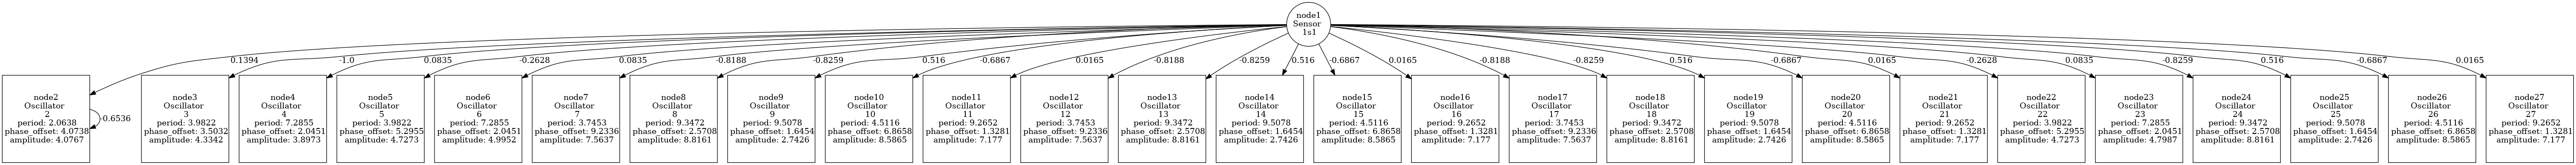 node1
Sensor
1s1
0.1394
-1.0
0.0835
-0.2628
0.0835
-0.8188
-0.8259
0.516
-0.6867
0.0165
-0.8188
-0.8259
0.516
-0.6867
0.0165
-0.8188
-0.8259
0.516
-0.6867
0.0165
-0.2628
0.0835
-0.8259
0.516
-0.6867
0.0165
node2
Oscillator
2
period: 2.0638
phase_offset: 4.0738
amplitude: 4.0767
-0.6536
node3
Oscillator
3
period: 3.9822
phase_offset: 3.5032
amplitude: 4.3342
node4
Oscillator
4
period: 7.2855
phase_offset: 2.0451
amplitude: 3.8973
node5
Oscillator
5
period: 3.9822
phase_offset: 5.2955
amplitude: 4.7273
node6
Oscillator
6
period: 7.2855
phase_offset: 2.0451
amplitude: 4.9952
node7
Oscillator
7
period: 3.7453
phase_offset: 9.2336
amplitude: 7.5637
node8
Oscillator
8
period: 9.3472
phase_offset: 2.5708
amplitude: 8.8161
node9
Oscillator
9
period: 9.5078
phase_offset: 1.6454
amplitude: 2.7426
node10
Oscillator
10
period: 4.5116
phase_offset: 6.8658
amplitude: 8.5865
node11
Oscillator
11
period: 9.2652
phase_offset: 1.3281
amplitude: 7.177
node12
Oscillator
12
period: 3.7453
phase_offset: 9.2336
amplitude: 7.5637
node13
Oscillator
13
period: 9.3472
phase_offset: 2.5708
amplitude: 8.8161
node14
Oscillator
14
period: 9.5078
phase_offset: 1.6454
amplitude: 2.7426
node15
Oscillator
15
period: 4.5116
phase_offset: 6.8658
amplitude: 8.5865
node16
Oscillator
16
period: 9.2652
phase_offset: 1.3281
amplitude: 7.177
node17
Oscillator
17
period: 3.7453
phase_offset: 9.2336
amplitude: 7.5637
node18
Oscillator
18
period: 9.3472
phase_offset: 2.5708
amplitude: 8.8161
node19
Oscillator
19
period: 9.5078
phase_offset: 1.6454
amplitude: 2.7426
node20
Oscillator
20
period: 4.5116
phase_offset: 6.8658
amplitude: 8.5865
node21
Oscillator
21
period: 9.2652
phase_offset: 1.3281
amplitude: 7.177
node22
Oscillator
22
period: 3.9822
phase_offset: 5.2955
amplitude: 4.7273
node23
Oscillator
23
period: 7.2855
phase_offset: 2.0451
amplitude: 4.7987
node24
Oscillator
24
period: 9.3472
phase_offset: 2.5708
amplitude: 8.8161
node25
Oscillator
25
period: 9.5078
phase_offset: 1.6454
amplitude: 2.7426
node26
Oscillator
26
period: 4.5116
phase_offset: 6.8658
amplitude: 8.5865
node27
Oscillator
27
period: 9.2652
phase_offset: 1.3281
amplitude: 7.177